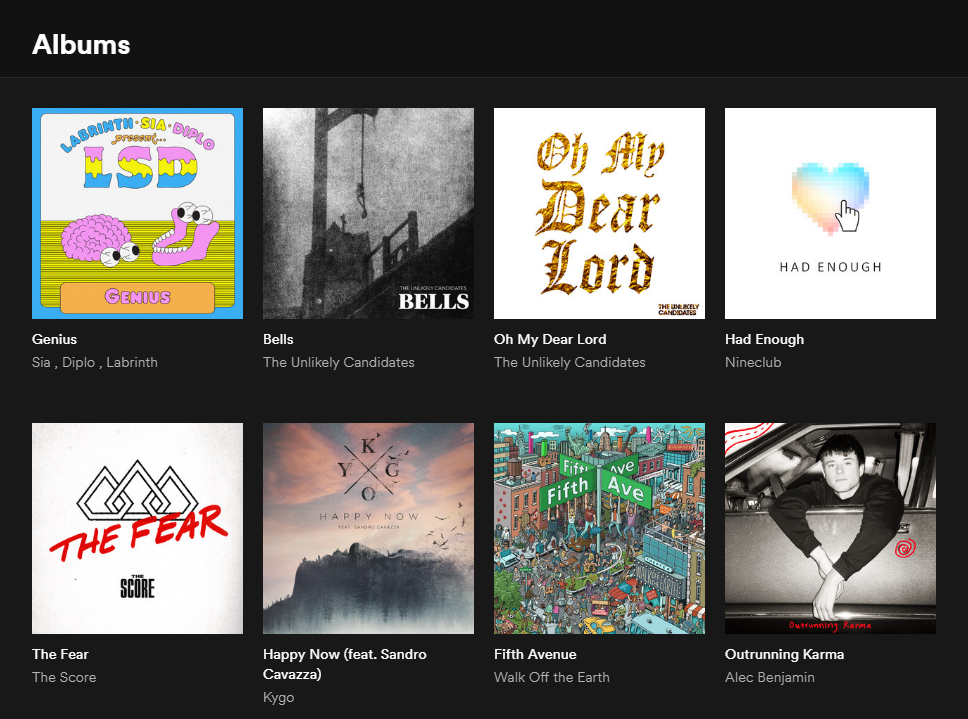 Albums
LABRINTH · SIA · DIPLO
present...
LSD
GENIUS
THE UNLIKELY CANDIDATES
BELLS
Oh My
Dear
Lord
THE UNLIKELY
CANDIDATES
HAD ENOUGH
Genius
Sia , Diplo , Labrinth
Bells
The Unlikely Candidates
Oh My Dear Lord
The Unlikely Candidates
Had Enough
Nineclub
THE FEAR
THE
SCORE
K
Y G
O
HAPPY NOW
FEAT. SANDRO CAVAZZA
Fifth Ave
Fifth Ave
Outrunning Karma
The Fear
The Score
Happy Now (feat. Sandro
Cavazza)
Kygo
Fifth Avenue
Walk Off the Earth
Outrunning Karma
Alec Benjamin